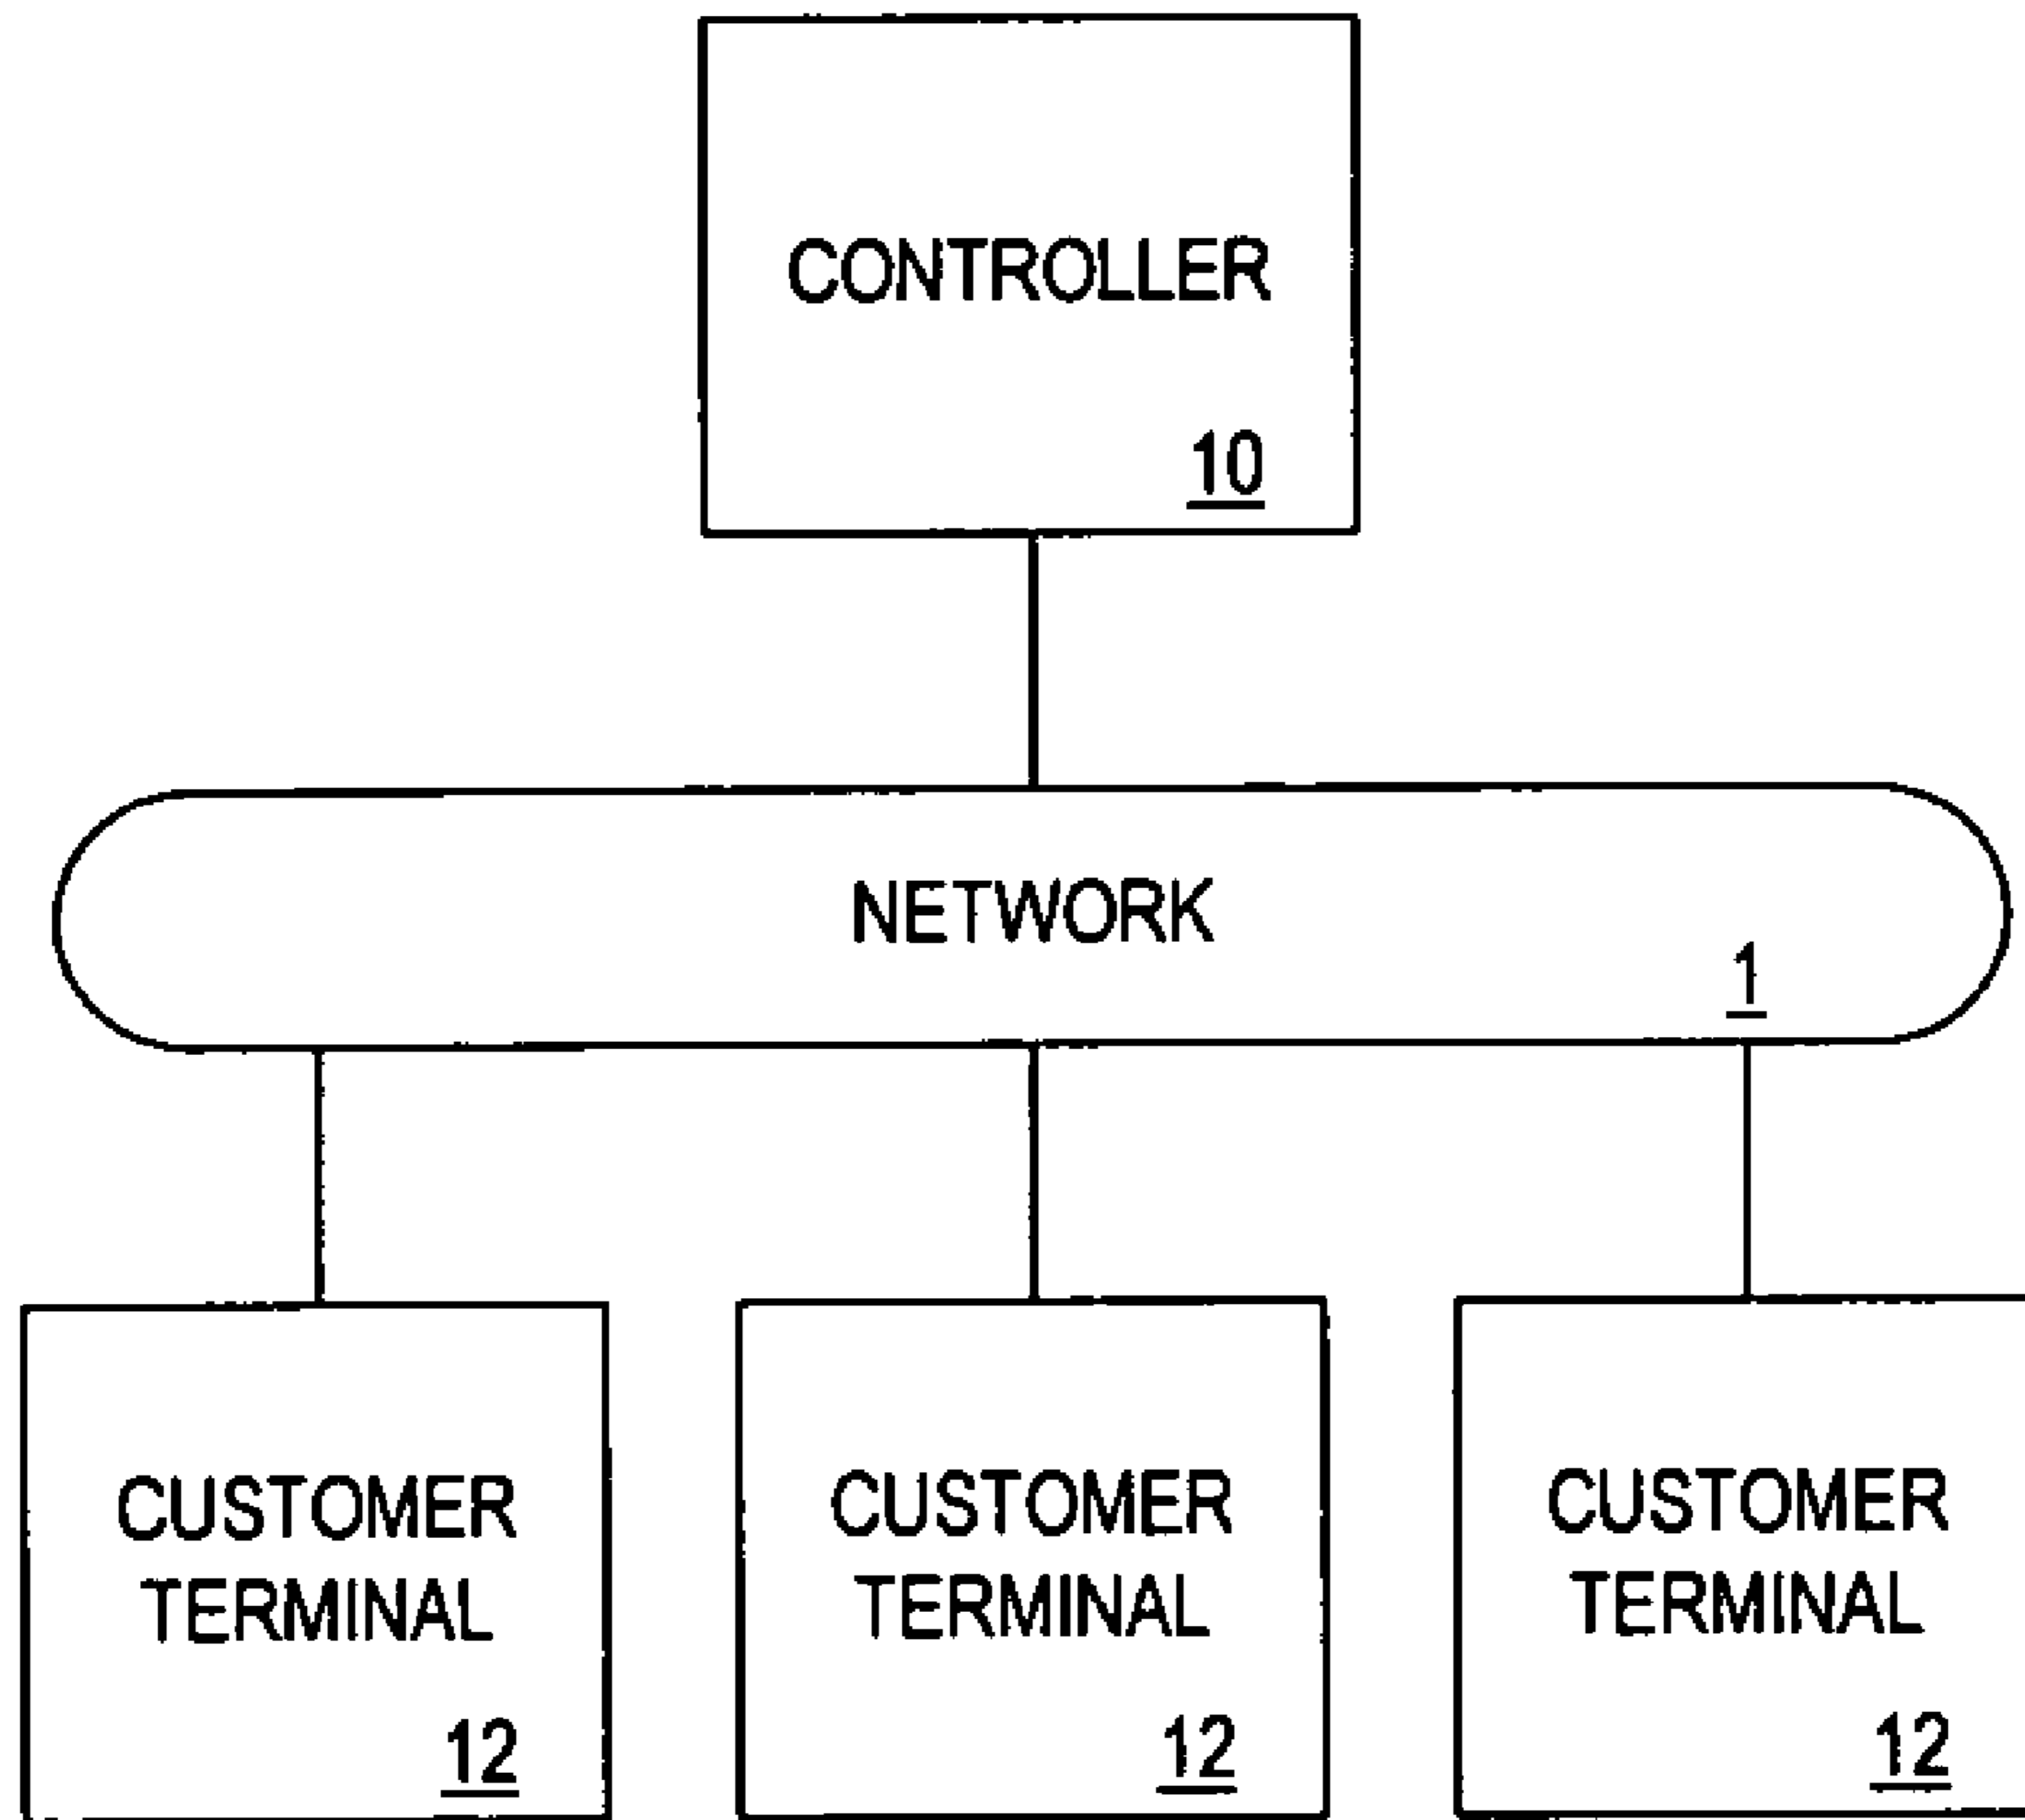 CONTROLLER
10
NETWORK
1
CUSTOMER
TERMINAL
12
CUSTOMER
TERMINAL
12
CUSTOMER
TERMINAL
12